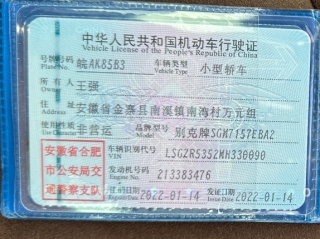 中华人民共和国机动车行驶证
Vehicle License of the People's Republic of China
号牌号码 皖AK85B3 车辆类型 小型轿车
Plate No. Vehicle Type
所有人 王强
Owner
住址 安徽省金寨县南溪镇南湾村万元组
Address
使用性质 非营运 品牌型号 别克牌SGM7157EBA2
Use Character Model
安徽省合肥市公安局交通警察支队
车辆识别代号 LSGZR5352MH330090
VIN
发动机号码 213383476
Engine No.
注册日期 2022-01-14 发证日期 2022-01-14
Register Date Issue Date